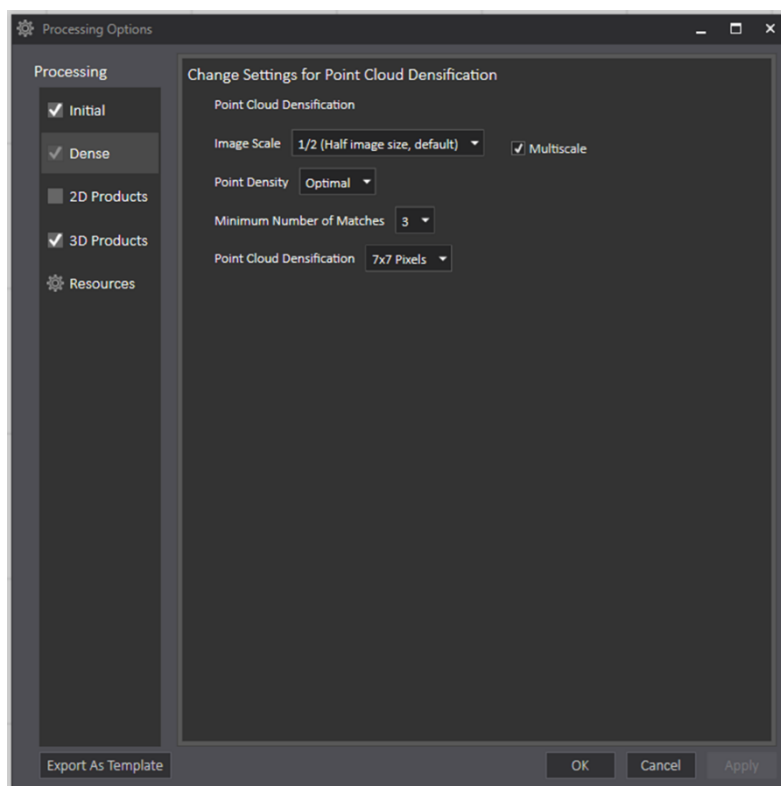 Processing Options
Processing
Initial
Dense
2D Products
3D Products
Resources
Change Settings for Point Cloud Densification
Point Cloud Densification
Image Scale 1/2 (Half image size, default) Multiscale
Point Density Optimal
Minimum Number of Matches 3
Point Cloud Densification 7x7 Pixels
Export As Template OK Cancel Apply